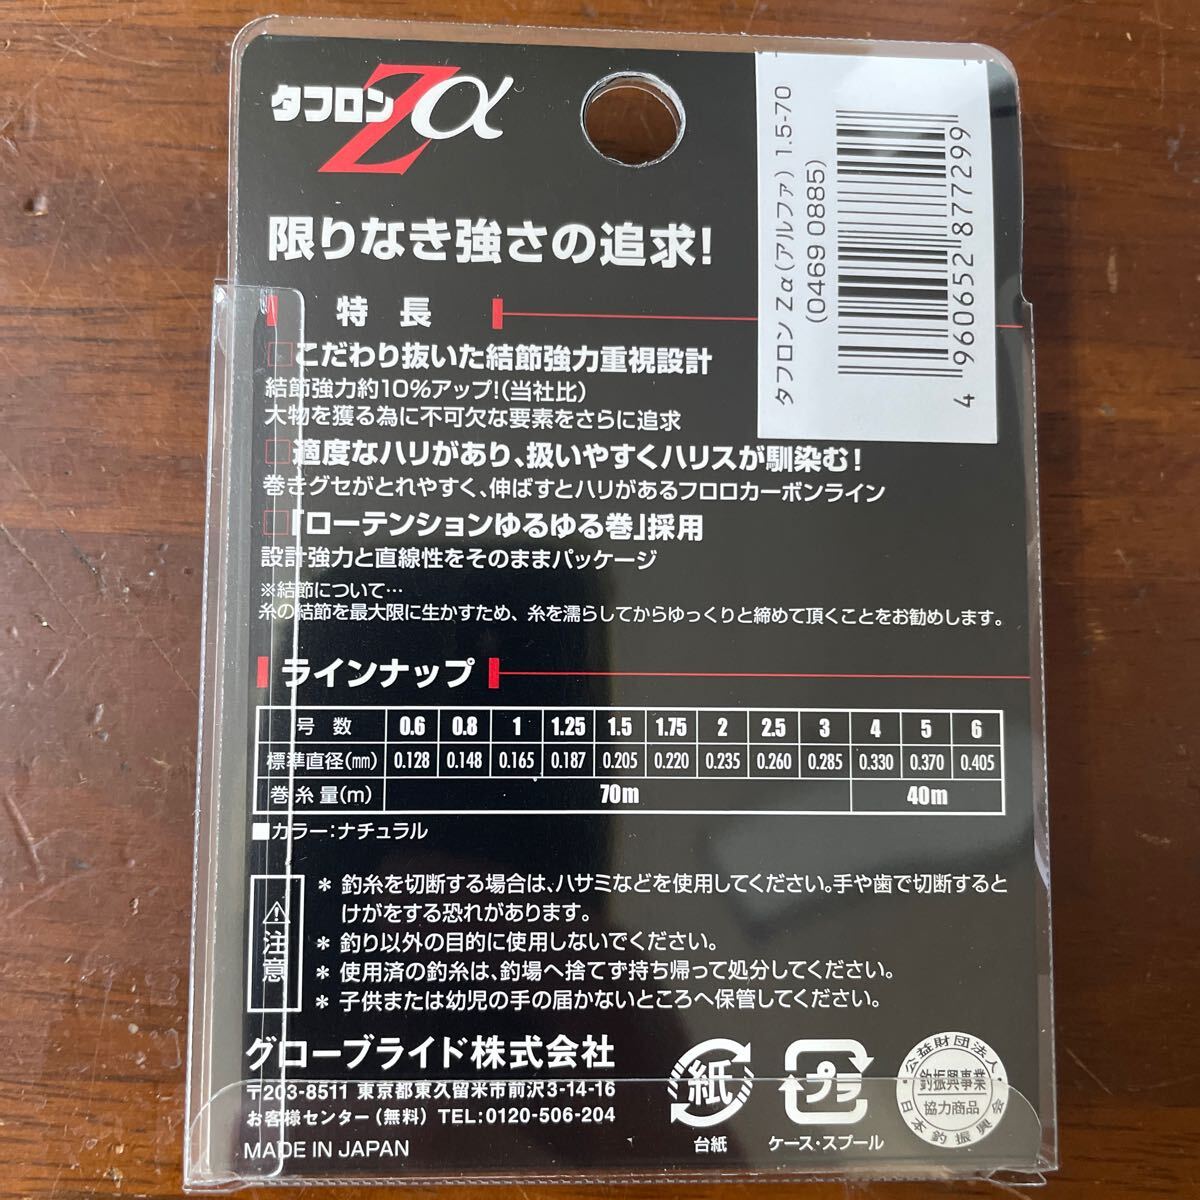 タフロンZα
限りなき強さの追求!
特 長
□こだわり抜いた結節強力重視設計
結節強力約10%アップ!(当社比)
大物を獲る為に不可欠な要素をさらに追求
□適度なハリがあり、扱いやすくハリスが馴染む!
巻きグセがとれやすく、伸ばすとハリがあるフロロカーボンライン
□「ローテンションゆるゆる巻」採用
設計強力と直線性をそのままパッケージ
※結節について…
糸の結節を最大限に生かすため、糸を濡らしてからゆっくりと締めて頂くことをお勧めします。
タフロン Zα(アルファ) 1.5-70
(0469 0885)
4 960652 877299
ラインナップ
号 数 0.6 0.8 1 1.25 1.5 1.75 2 2.5 3 4 5 6
標準直径(mm) 0.128 0.148 0.165 0.187 0.205 0.220 0.235 0.260 0.285 0.330 0.370 0.405
巻糸量(m) 70m 40m
■カラー:ナチュラル
注意
* 釣糸を切断する場合は、ハサミなどを使用してください。手や歯で切断すると
けがをする恐れがあります。
* 釣り以外の目的に使用しないでください。
* 使用済の釣糸は、釣場へ捨てず持ち帰って処分してください。
* 子供または幼児の手の届かないところへ保管してください。
グローブライド株式会社
〒203-8511 東京都東久留米市前沢3-14-16
お客様センター(無料) TEL:0120-506-204
MADE IN JAPAN
紙
台紙
プラ
ケース・スプール
公益財団法人
釣振興事業
協力商品
日本釣振興会